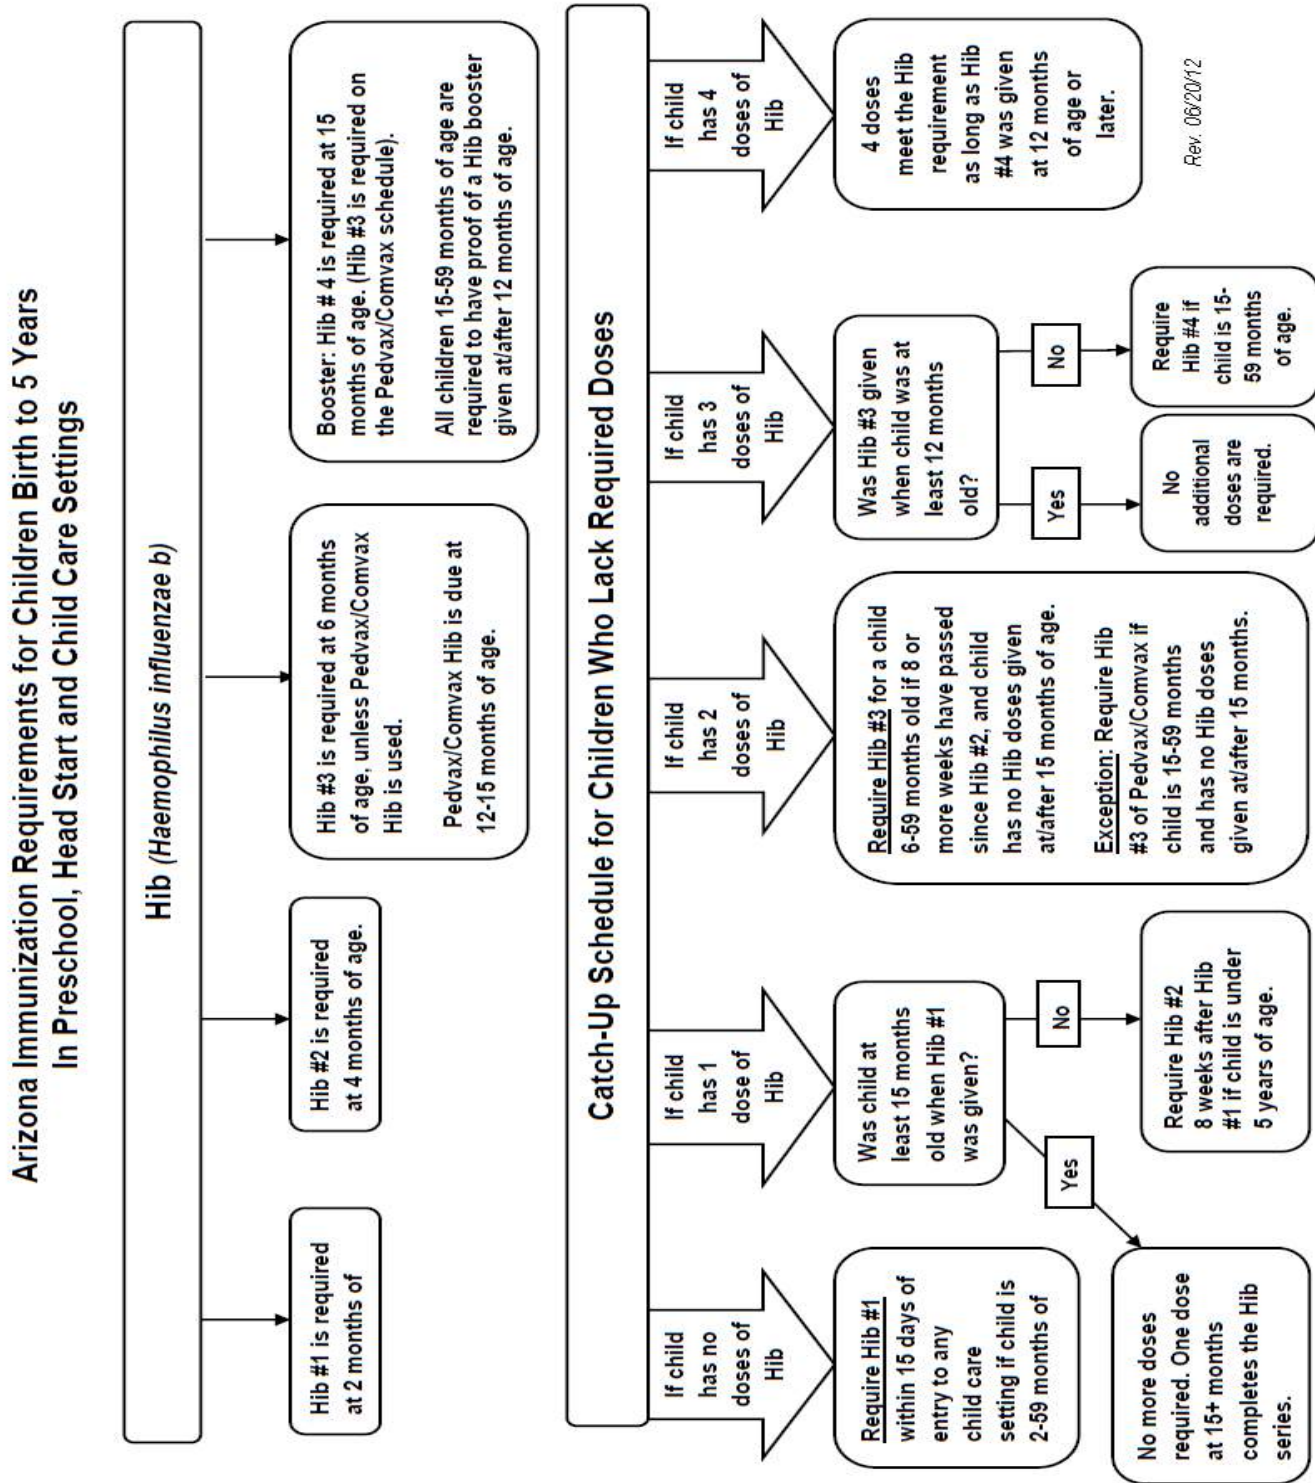 Arizona Immunization Requirements for Children Birth to 5 Years
In Preschool, Head Start and Child Care Settings
Hib (Haemophilus influenzae b)
Hib #1 is required
at 2 months of
Hib #2 is required
at 4 months of age.
Hib #3 is required at 6 months
of age, unless Pedvax/Comvax
Hib is used.
Pedvax/Comvax Hib is due at
12-15 months of age.
Booster: Hib # 4 is required at 15
months of age. (Hib #3 is required on
the Pedvax/Comvax schedule).
All children 15-59 months of age are
required to have proof of a Hib booster
given at/after 12 months of age.
Catch-Up Schedule for Children Who Lack Required Doses
If child
has no
doses of
Hib
Require Hib #1
within 15 days of
entry to any
child care
setting if child is
2-59 months of
If child
has 1
dose of
Hib
Was child at
least 15 months
old when Hib #1
was given?
Yes
No more doses
required. One dose
at 15+ months
completes the Hib
series.
No
Require Hib #2
8 weeks after Hib
#1 if child is under
5 years of age.
If child
has 2
doses of
Hib
Require Hib #3 for a child
6-59 months old if 8 or
more weeks have passed
since Hib #2, and child
has no Hib doses given
at/after 15 months of age.
Exception: Require Hib
#3 of Pedvax/Comvax if
child is 15-59 months
and has no Hib doses
given at/after 15 months.
If child
has 3
doses of
Hib
Was Hib #3 given
when child was at
least 12 months
old?
Yes
No
additional
doses are
required.
No
Require
Hib #4 if
child is 15-
59 months
of age.
If child
has 4
doses of
Hib
4 doses
meet the Hib
requirement
as long as Hib
#4 was given
at 12 months
of age or
later.
Rev. 06/20/12